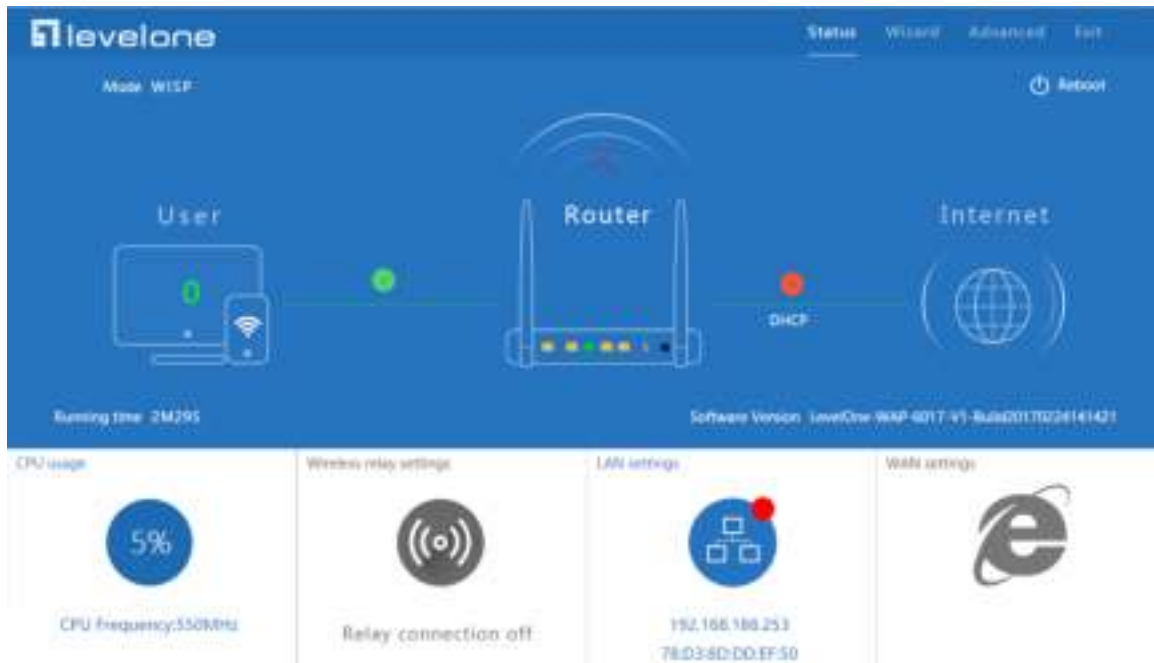 levelone
Status Wizard Advanced Exit
Mode WISP
Reboot
User
Router
Internet
0
DHCP
Running time 2M29S
Software Version LevelOne-WAP-6017-V1-Build20170224141421
CPU usage
Wireless relay settings
LAN settings
WAN settings
5%
CPU Frequency:550MHz
Relay connection off
192.168.188.253
78:D3:8D:DD:EF:50